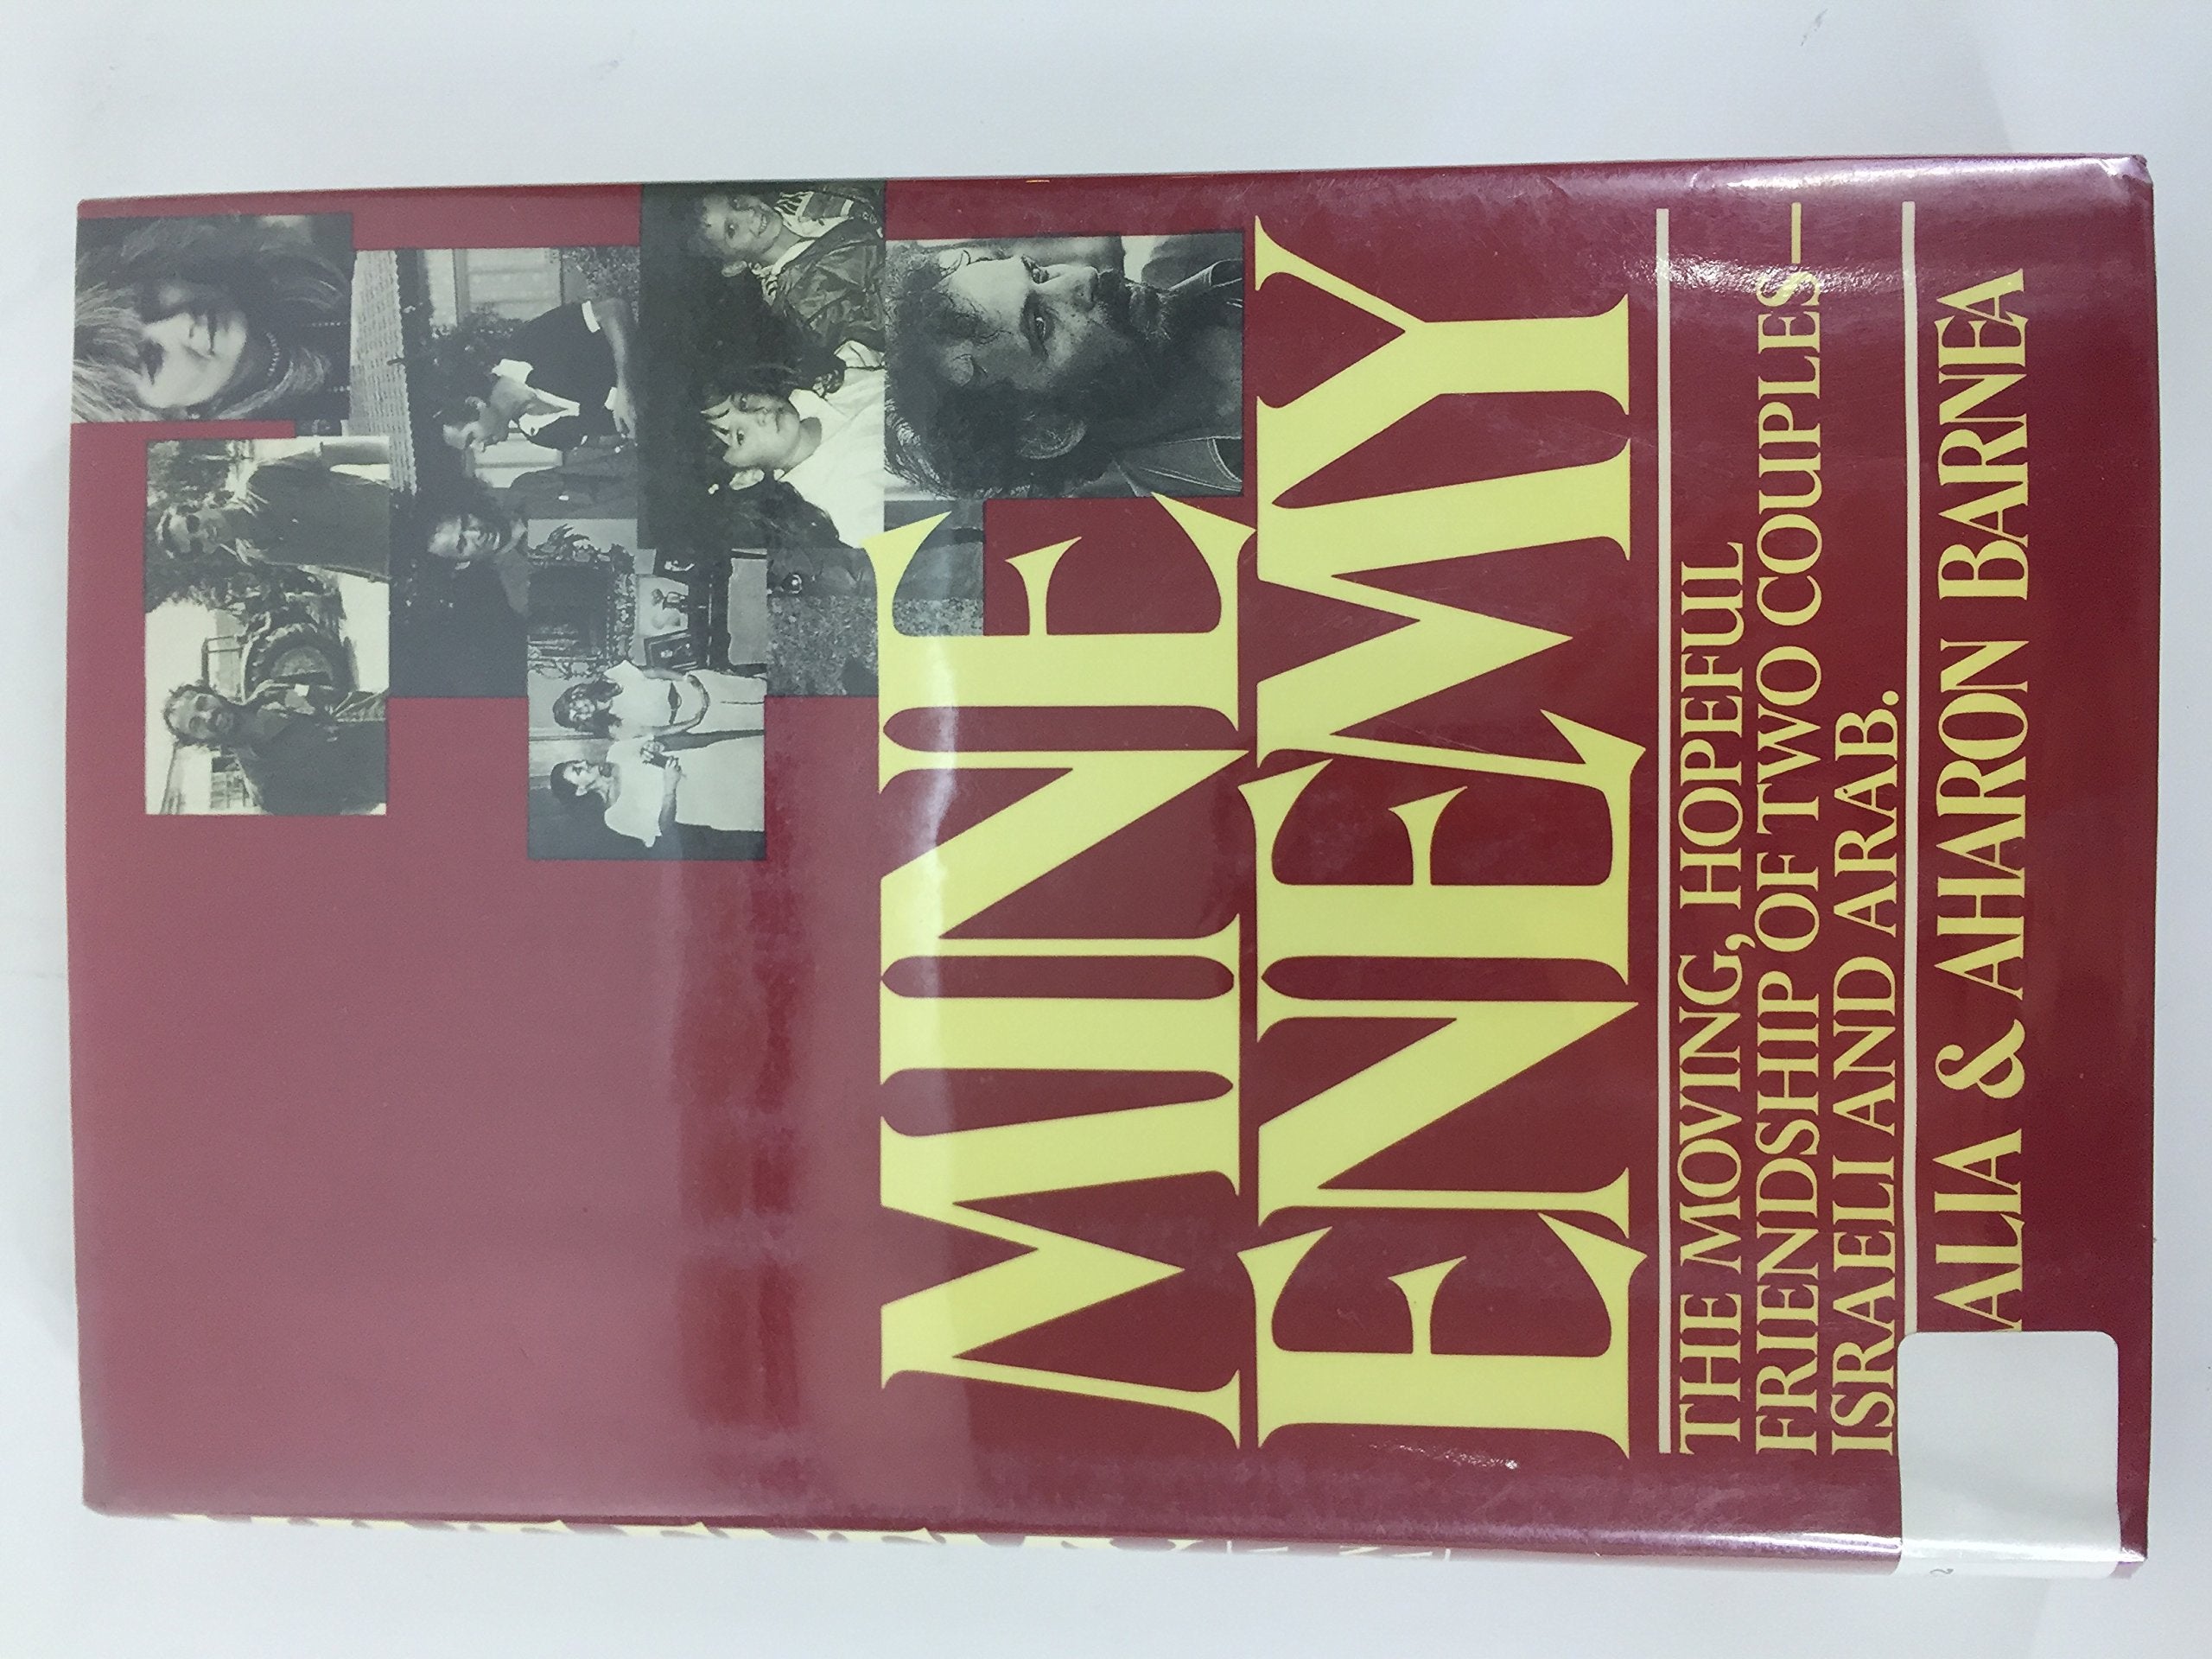 MINE
ENEMY
THE MOVING, HOPEFUL
FRIENDSHIP OF TWO COUPLES—
ISRAELI AND ARAB.
ALIA & AHARON BARNEA